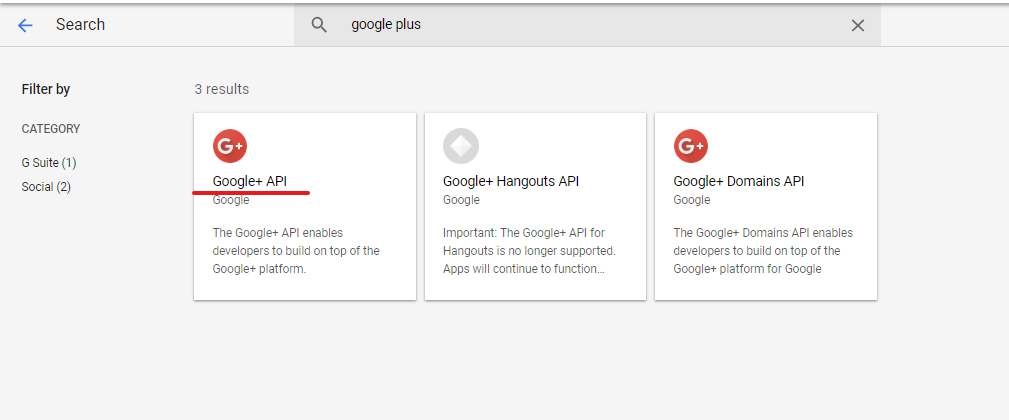 Search
google plus
Filter by
3 results
CATEGORY
G Suite (1)
Social (2)
G+
Google+ API
Google
The Google+ API enables
developers to build on top of the
Google+ platform.
Google+ Hangouts API
Google
Important: The Google+ API for
Hangouts is no longer supported.
Apps will continue to function...
G+
Google+ Domains API
Google
The Google+ Domains API enables
developers to build on top of the
Google+ platform for Google